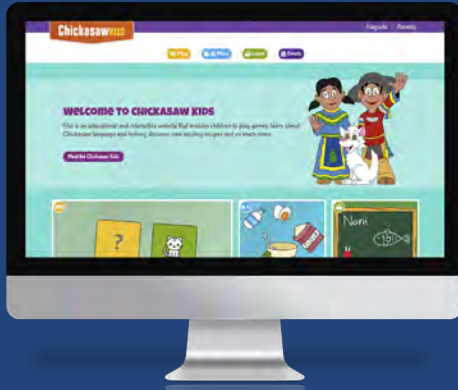 Chickasaw KIDS
Play
Make
Learn
Events
WELCOME TO CHICKASAW KIDS
This is an educational and interactive website that enables children to play games, learn about
Chickasaw language and history, discover new exciting recipes and so much more.
Meet the Chickasaw Kids
?
Nani